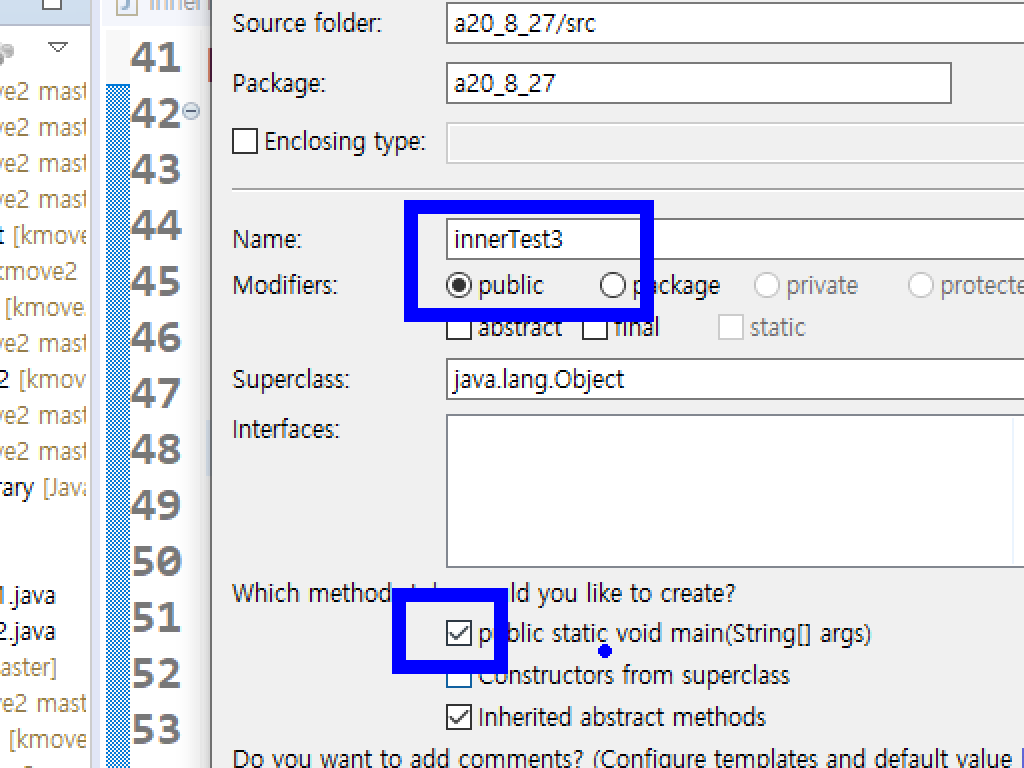 Source folder: a20_8_27/src
Package: a20_8_27
Enclosing type:
Name: innerTest3
Modifiers: public package private
abstract final static
Superclass: java.lang.Object
Interfaces:
Which method ld you like to create?
public static void main(String[] args)
Constructors from superclass
Inherited abstract methods
Do you want to add comments? (Configure templates and default value
41
42
43
44
45
46
47
48
49
50
51
52
53
ve2 mast
ve2 mast
ve2 mast
ve2 mast
t [kmove
kmove2
[kmove
ve2 mast
2 [kmov
ve2 mast
ve2 mast
rary [Java
1.java
2.java
aster]
ve2 mast
[kmove